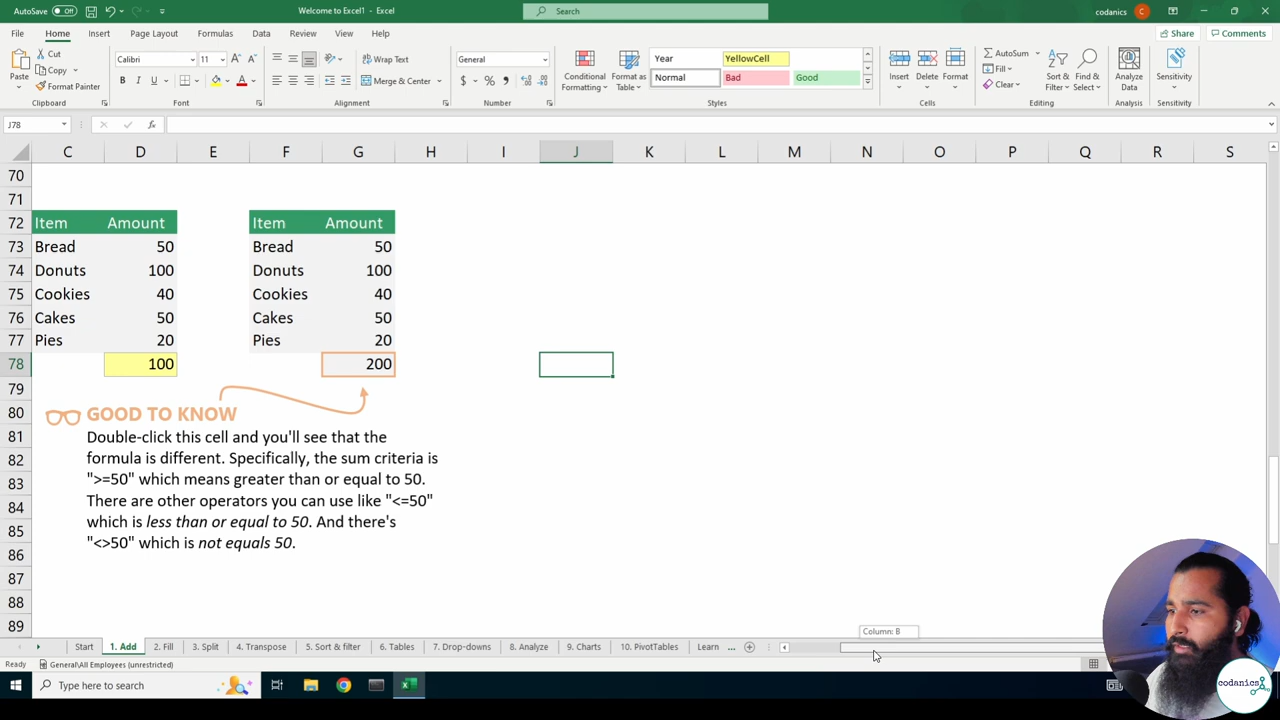 AutoSave Off Welcome to Excel1 - Excel Search codanics C
File Home Insert Page Layout Formulas Data Review View Help Share Comments
Paste Cut Copy Format Painter Clipboard
Calibri 11 B I U A Font
Wrap Text Merge & Center Alignment
General $ % Number
Conditional Formatting Format as Table Year YellowCell Normal Bad Good Styles
Insert Delete Format Cells
AutoSum Fill Clear Sort & Filter Find & Select Editing
Analyze Data Analysis Sensitivity Sensitivity
J78 fx
C D E F G H I J K L M N O P Q R S
70
71
72 Item Amount Item Amount
73 Bread 50 Bread 50
74 Donuts 100 Donuts 100
75 Cookies 40 Cookies 40
76 Cakes 50 Cakes 50
77 Pies 20 Pies 20
78 100 200
79
80 GOOD TO KNOW
81 Double-click this cell and you'll see that the
82 formula is different. Specifically, the sum criteria is
83 ">=50" which means greater than or equal to 50.
84 There are other operators you can use like "<=50"
85 which is less than or equal to 50. And there's
86 "<>50" which is not equals 50.
87
88
89
Column: B
Start 1. Add 2. Fill 3. Split 4. Transpose 5. Sort & filter 6. Tables 7. Drop-downs 8. Analyze 9. Charts 10. PivotTables Learn ...
Ready General\All Employees (unrestricted)
Type here to search
codanics